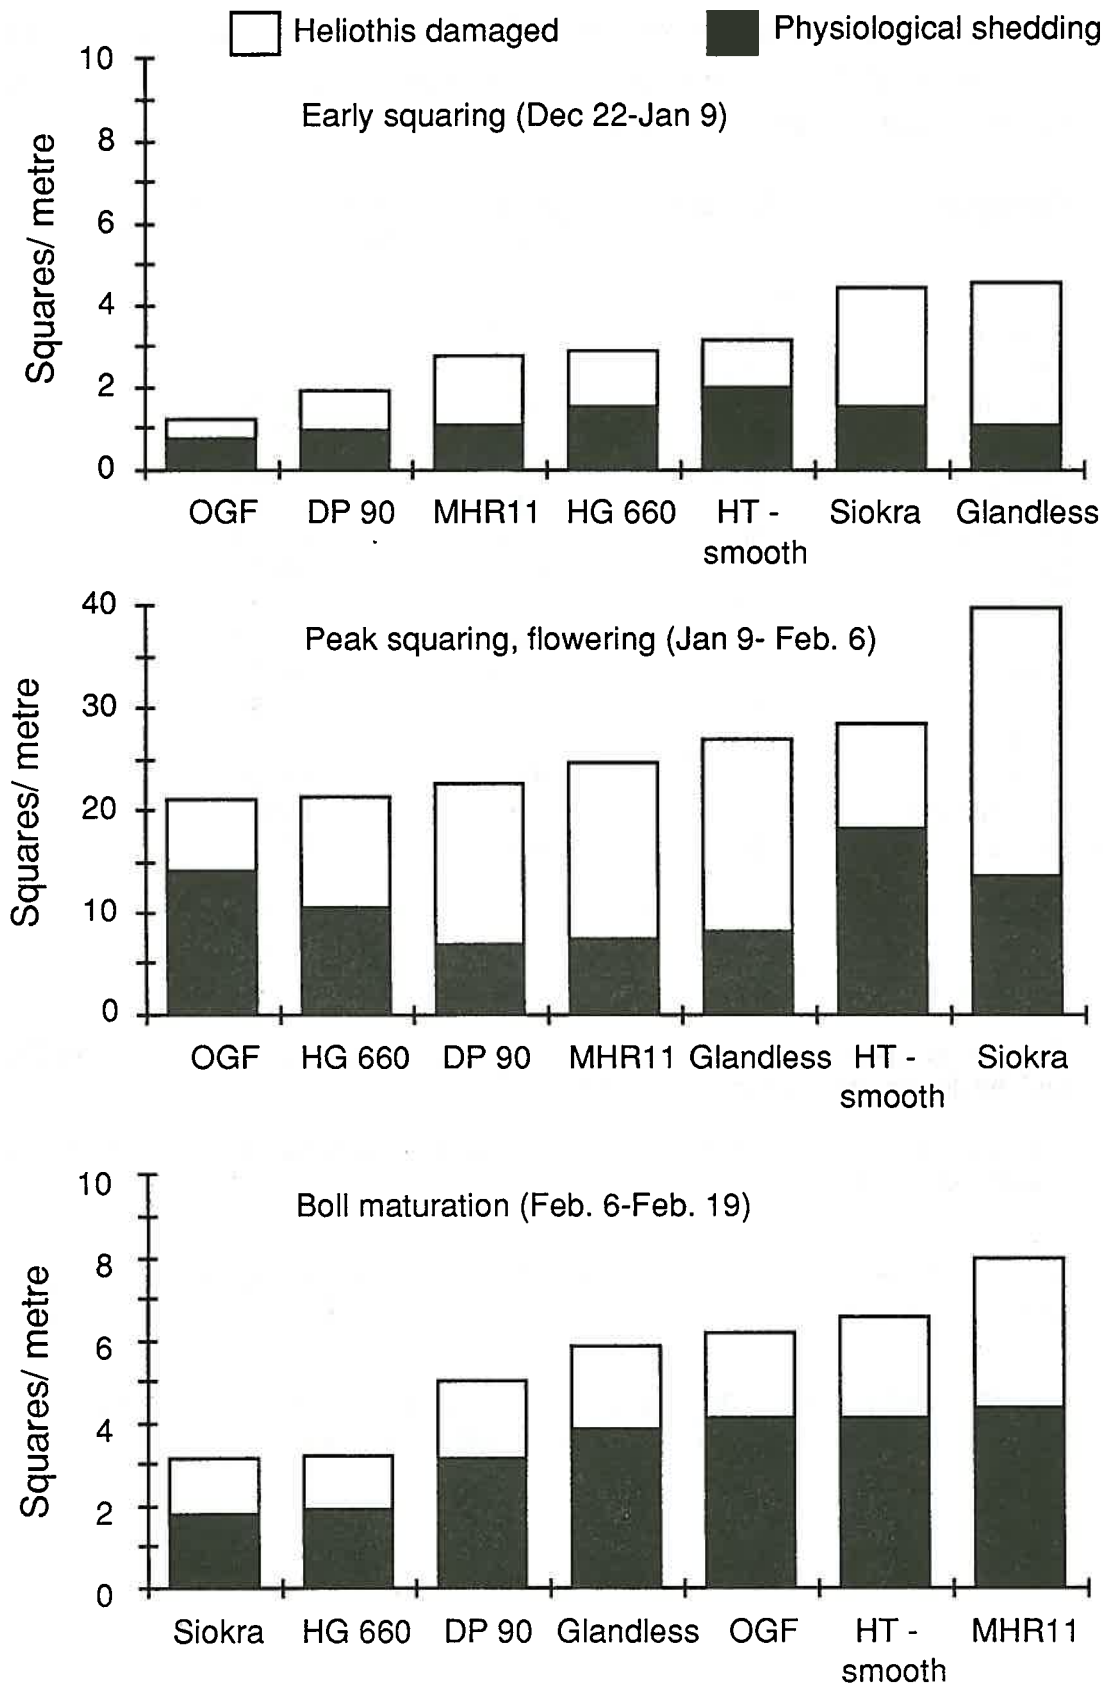 Heliothis damaged
Physiological shedding
Early squaring (Dec 22-Jan 9)
Squares/ metre
10
8
6
4
2
0
OGF DP 90 MHR11 HG 660 HT - Siokra Glandless
smooth
Peak squaring, flowering (Jan 9- Feb. 6)
Squares/ metre
40
30
20
10
0
OGF HG 660 DP 90 MHR11 Glandless HT - Siokra
smooth
Boll maturation (Feb. 6-Feb. 19)
Squares/ metre
10
8
6
4
2
0
Siokra HG 660 DP 90 Glandless OGF HT - MHR11
smooth